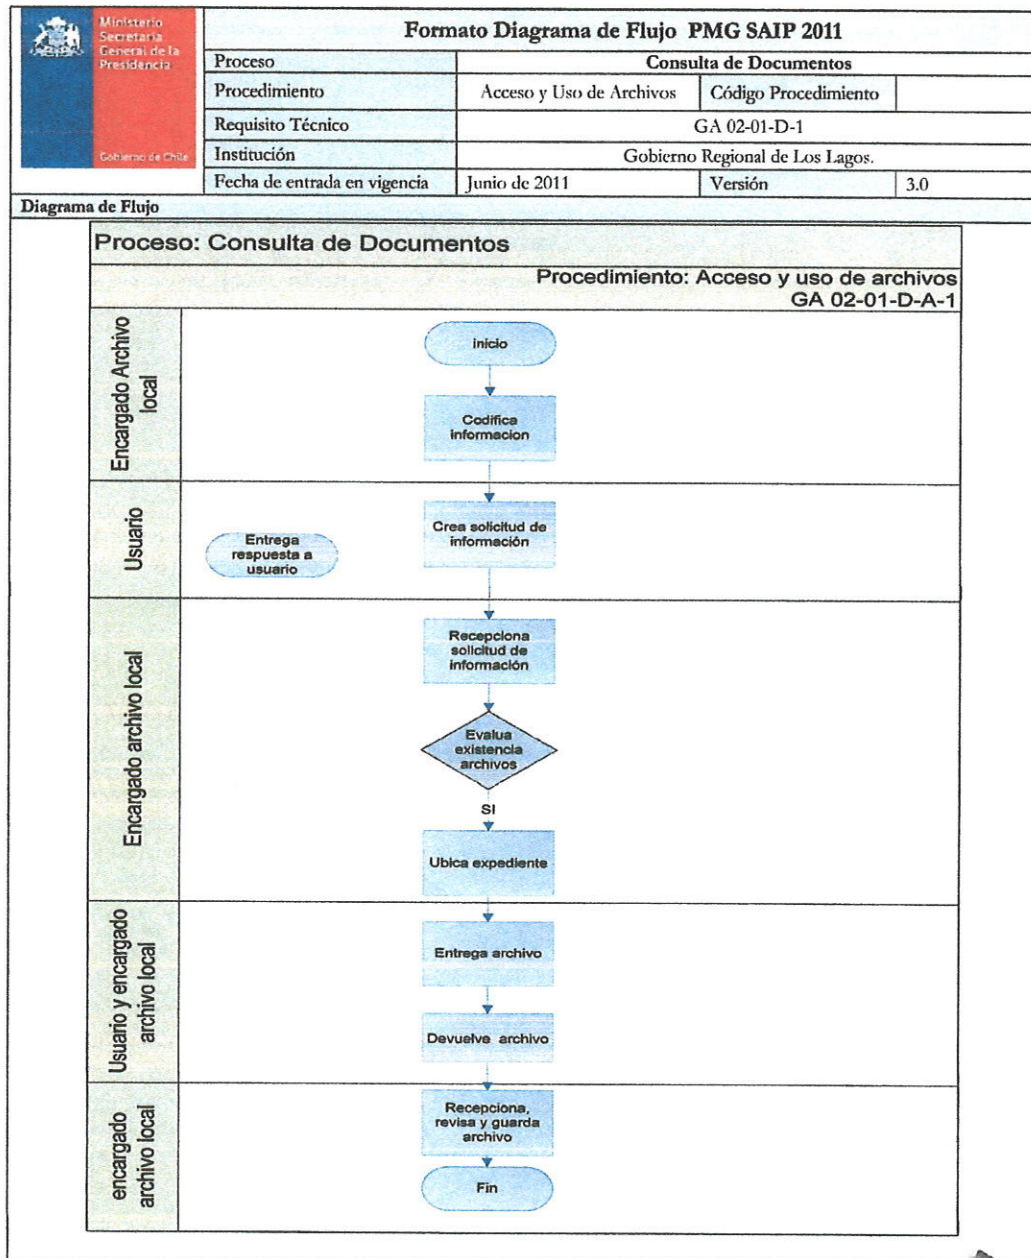 Ministerio
Secretaría
General de la
Presidencia
Gobierno de Chile
Formato Diagrama de Flujo PMG SAIP 2011
Proceso
Consulta de Documentos
Procedimiento
Acceso y Uso de Archivos
Código Procedimiento
Requisito Técnico
GA 02-01-D-1
Institución
Gobierno Regional de Los Lagos.
Fecha de entrada en vigencia
Junio de 2011
Versión
3.0
Diagrama de Flujo
Proceso: Consulta de Documentos
Procedimiento: Acceso y uso de archivos
GA 02-01-D-A-1
Encargado Archivo
local
inicio
Codifica
informacion
Usuario
Entrega
respuesta a
usuario
Crea solicitud de
información
Encargado archivo local
Recepciona
solicitud de
información
Evalua
existencia
archivos
SI
Ubica expediente
Usuario y encargado
archivo local
Entrega archivo
Devuelve archivo
encargado
archivo local
Recepciona,
revisa y guarda
archivo
Fin